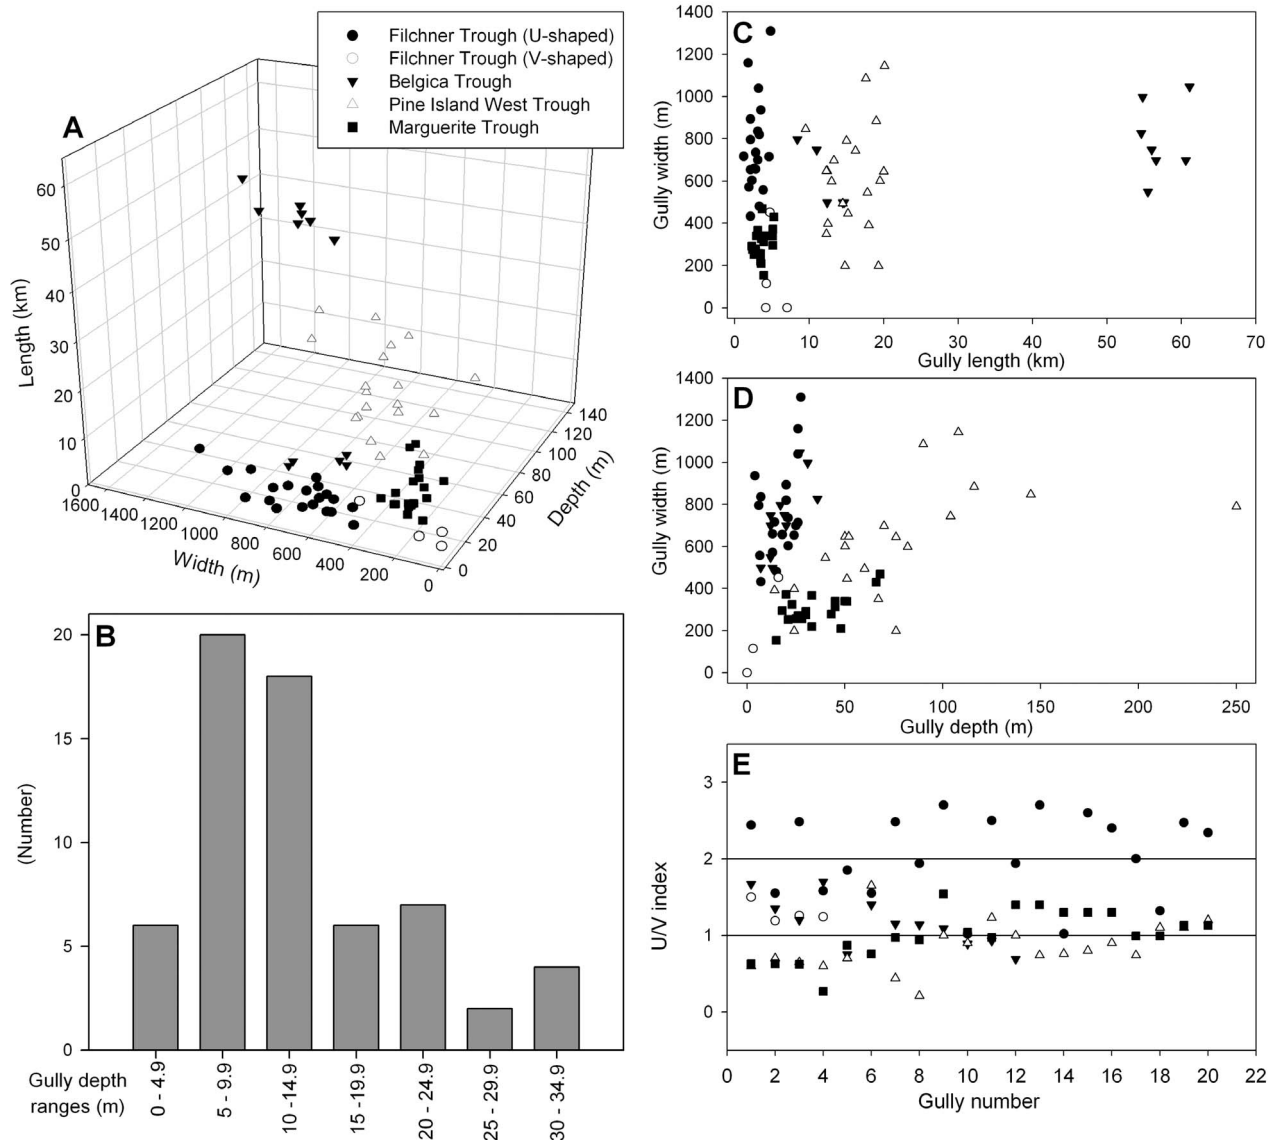 Filchner Trough (U-shaped)
Filchner Trough (V-shaped)
Belgica Trough
Pine Island West Trough
Marguerite Trough
A
Length (km)
60
50
40
30
20
10
0
1600
1400
1200
1000
800
600
400
200
0
Width (m)
0
20
40
60
80
100
120
140
Depth (m)
B
(Number)
20
15
10
5
0
Gully depth
ranges (m)
0 - 4.9
5 - 9.9
10 -14.9
15 -19.9
20 - 24.9
25 - 29.9
30 - 34.9
C
Gully width (m)
1400
1200
1000
800
600
400
200
0
0 10 20 30 40 50 60 70
Gully length (km)
D
Gully width (m)
1400
1200
1000
800
600
400
200
0
0 50 100 150 200 250
Gully depth (m)
E
U/V index
3
2
1
0
0 2 4 6 8 10 12 14 16 18 20 22
Gully number